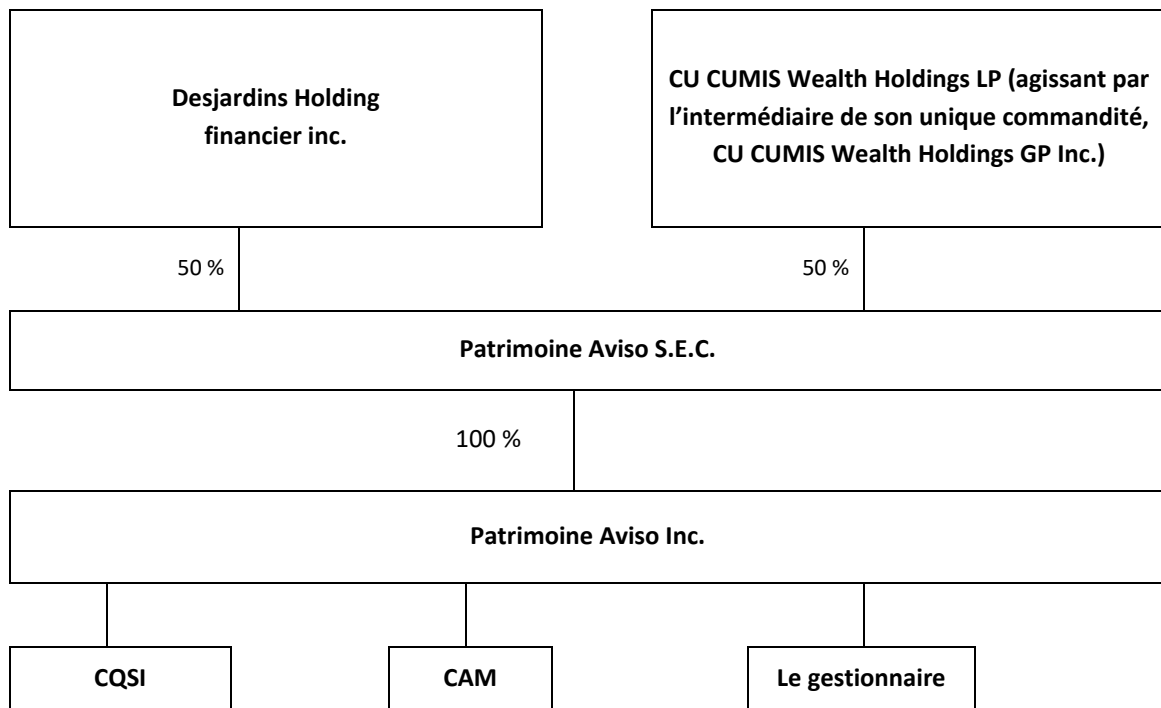 Desjardins Holding
financier inc.
CU CUMIS Wealth Holdings LP (agissant par
l’intermédiaire de son unique commandité,
CU CUMIS Wealth Holdings GP Inc.)
50 %
50 %
Patrimoine Aviso S.E.C.
100 %
Patrimoine Aviso Inc.
CQSI
CAM
Le gestionnaire